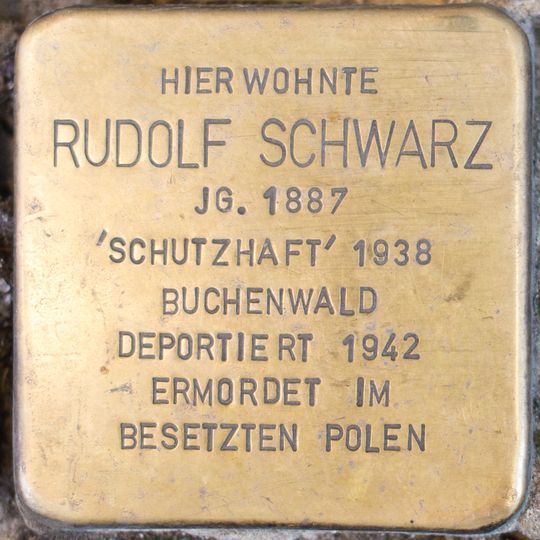 HIER WOHNTE
RUDOLF SCHWARZ
JG. 1887
'SCHUTZHAFT' 1938
BUCHENWALD
DEPORTIERT 1942
ERMORDET IM
BESETZTEN POLEN